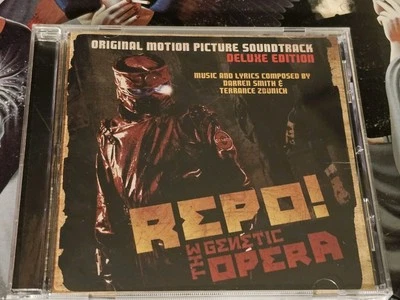 ORIGINAL MOTION PICTURE SOUNDTRACK
DELUXE EDITION
MUSIC AND LYRICS COMPOSED BY
DARREN SMITH &
TERRANCE ZDUNICH
REPO!
THE GENETIC
OPERA